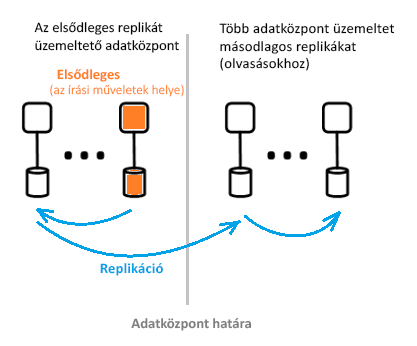 Az elsődleges replikát
üzemeltető adatközpont
Több adatközpont üzemeltet
másodlagos replikákat
(olvasásokhoz)
Elsődleges
(az írási műveletek helye)
Replikáció
Adatközpont határa